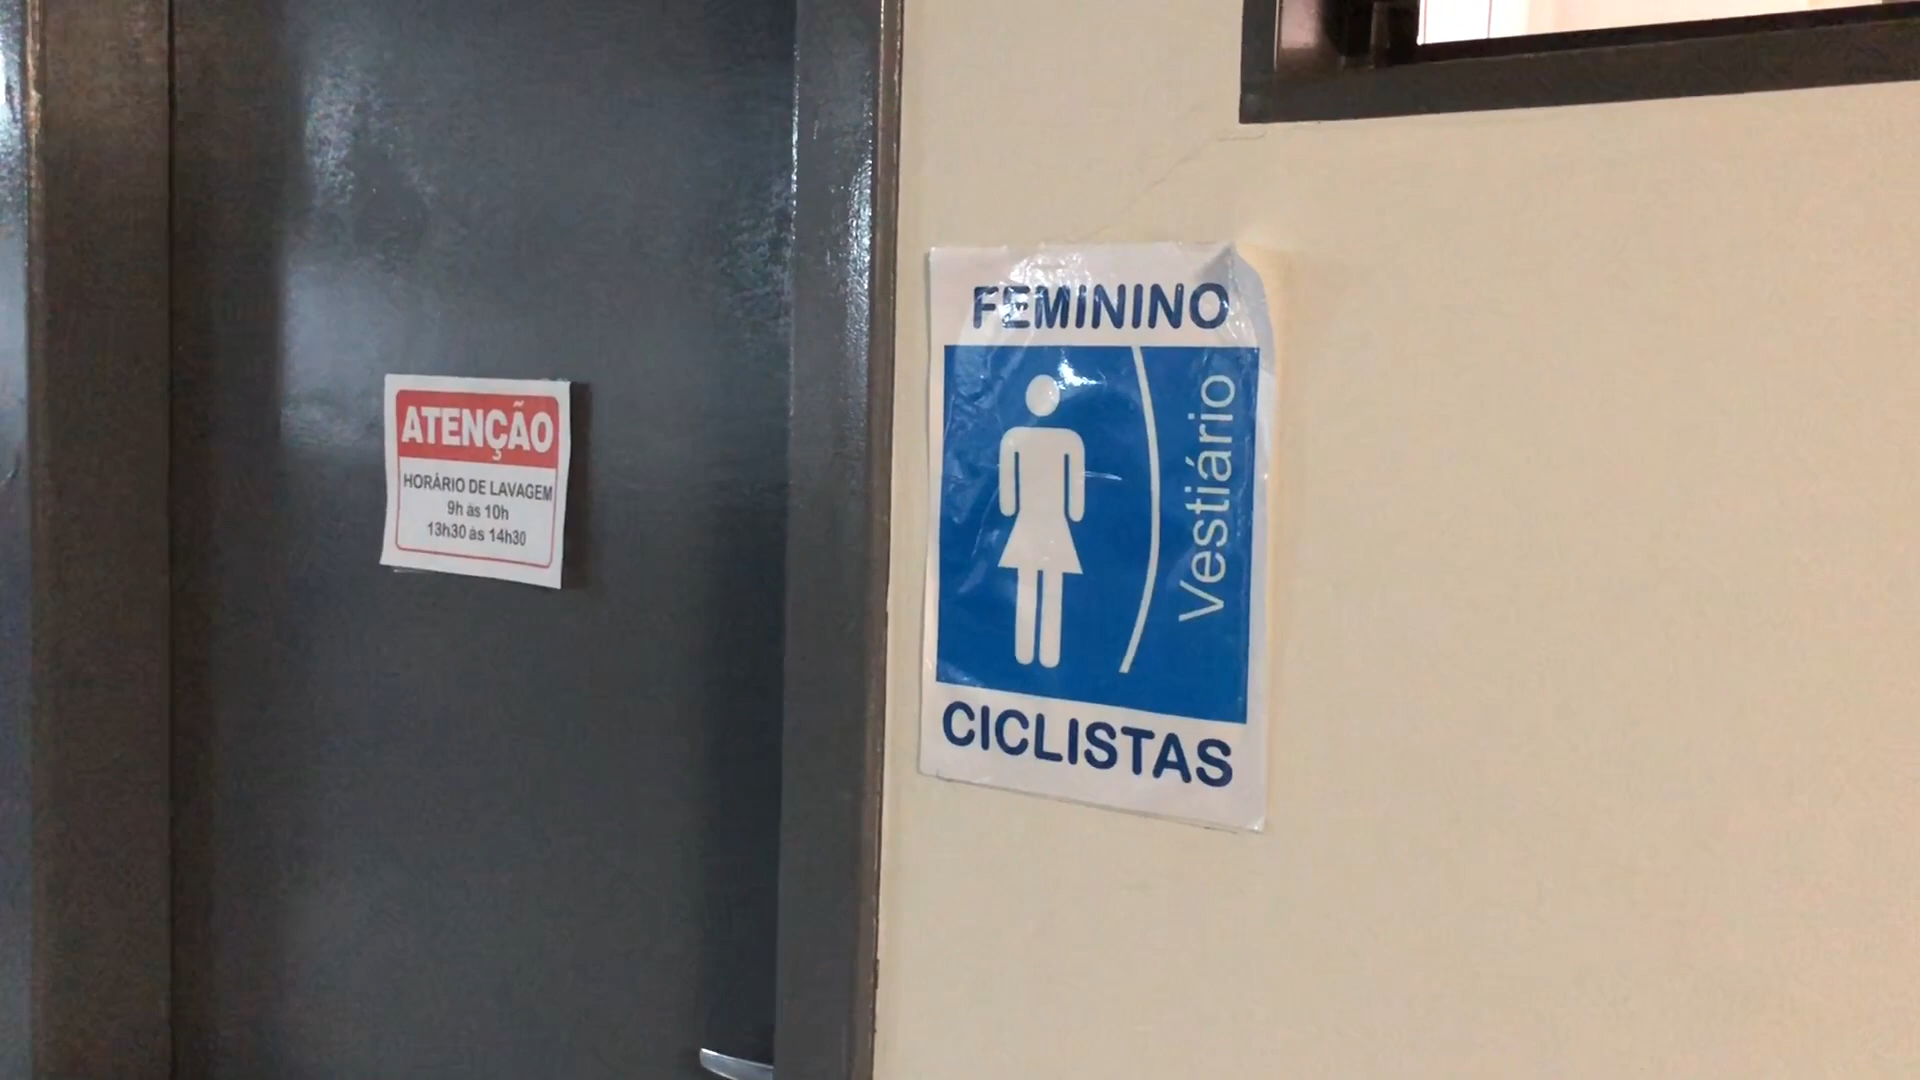 ATENÇÃO
HORÁRIO DE LAVAGEM
9h às 10h
13h30 às 14h30
FEMININO
Vestiário
CICLISTAS